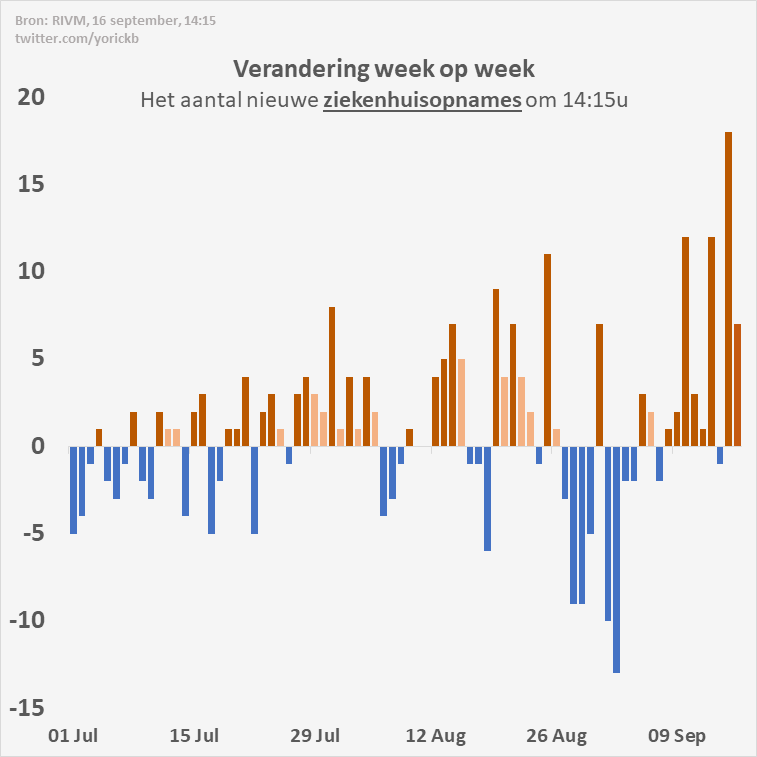 Bron: RIVM, 16 september, 14:15
twitter.com/yorickb
Verandering week op week
Het aantal nieuwe ziekenhuisopnames om 14:15u
20
15
10
5
0
-5
-10
-15
01 Jul 15 Jul 29 Jul 12 Aug 26 Aug 09 Sep